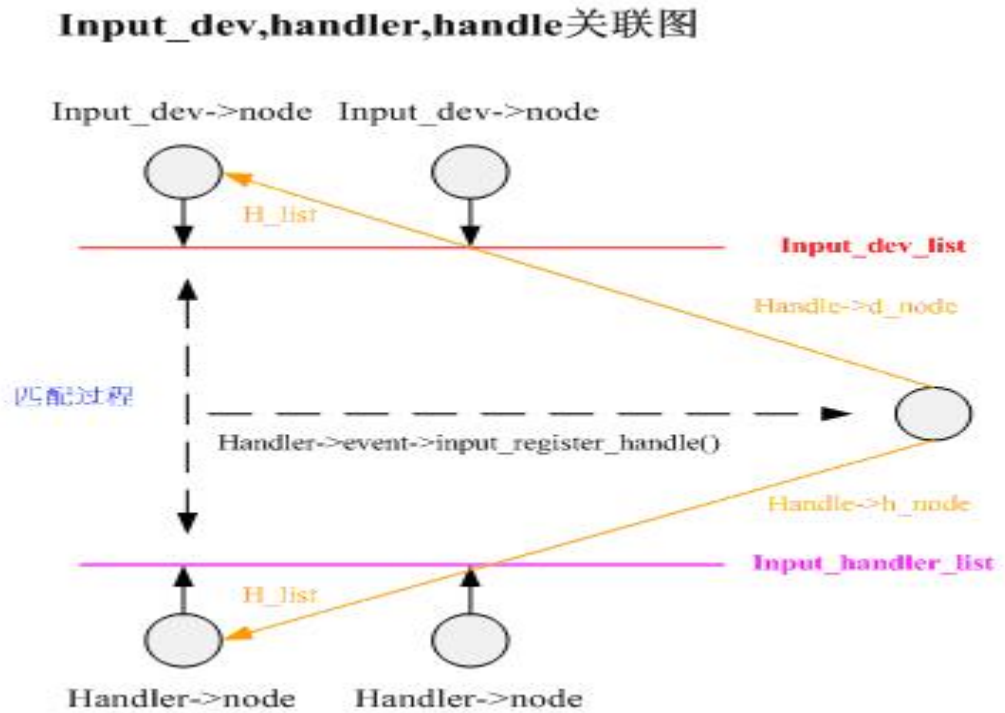 Input_dev,handler,handle关联图
Input_dev->node Input_dev->node
H_list
Input_dev_list
Handle->d_node
匹配过程
Handler->event->input_register_handle()
Handle->h_node
Input_handler_list
H_list
Handler->node Handler->node